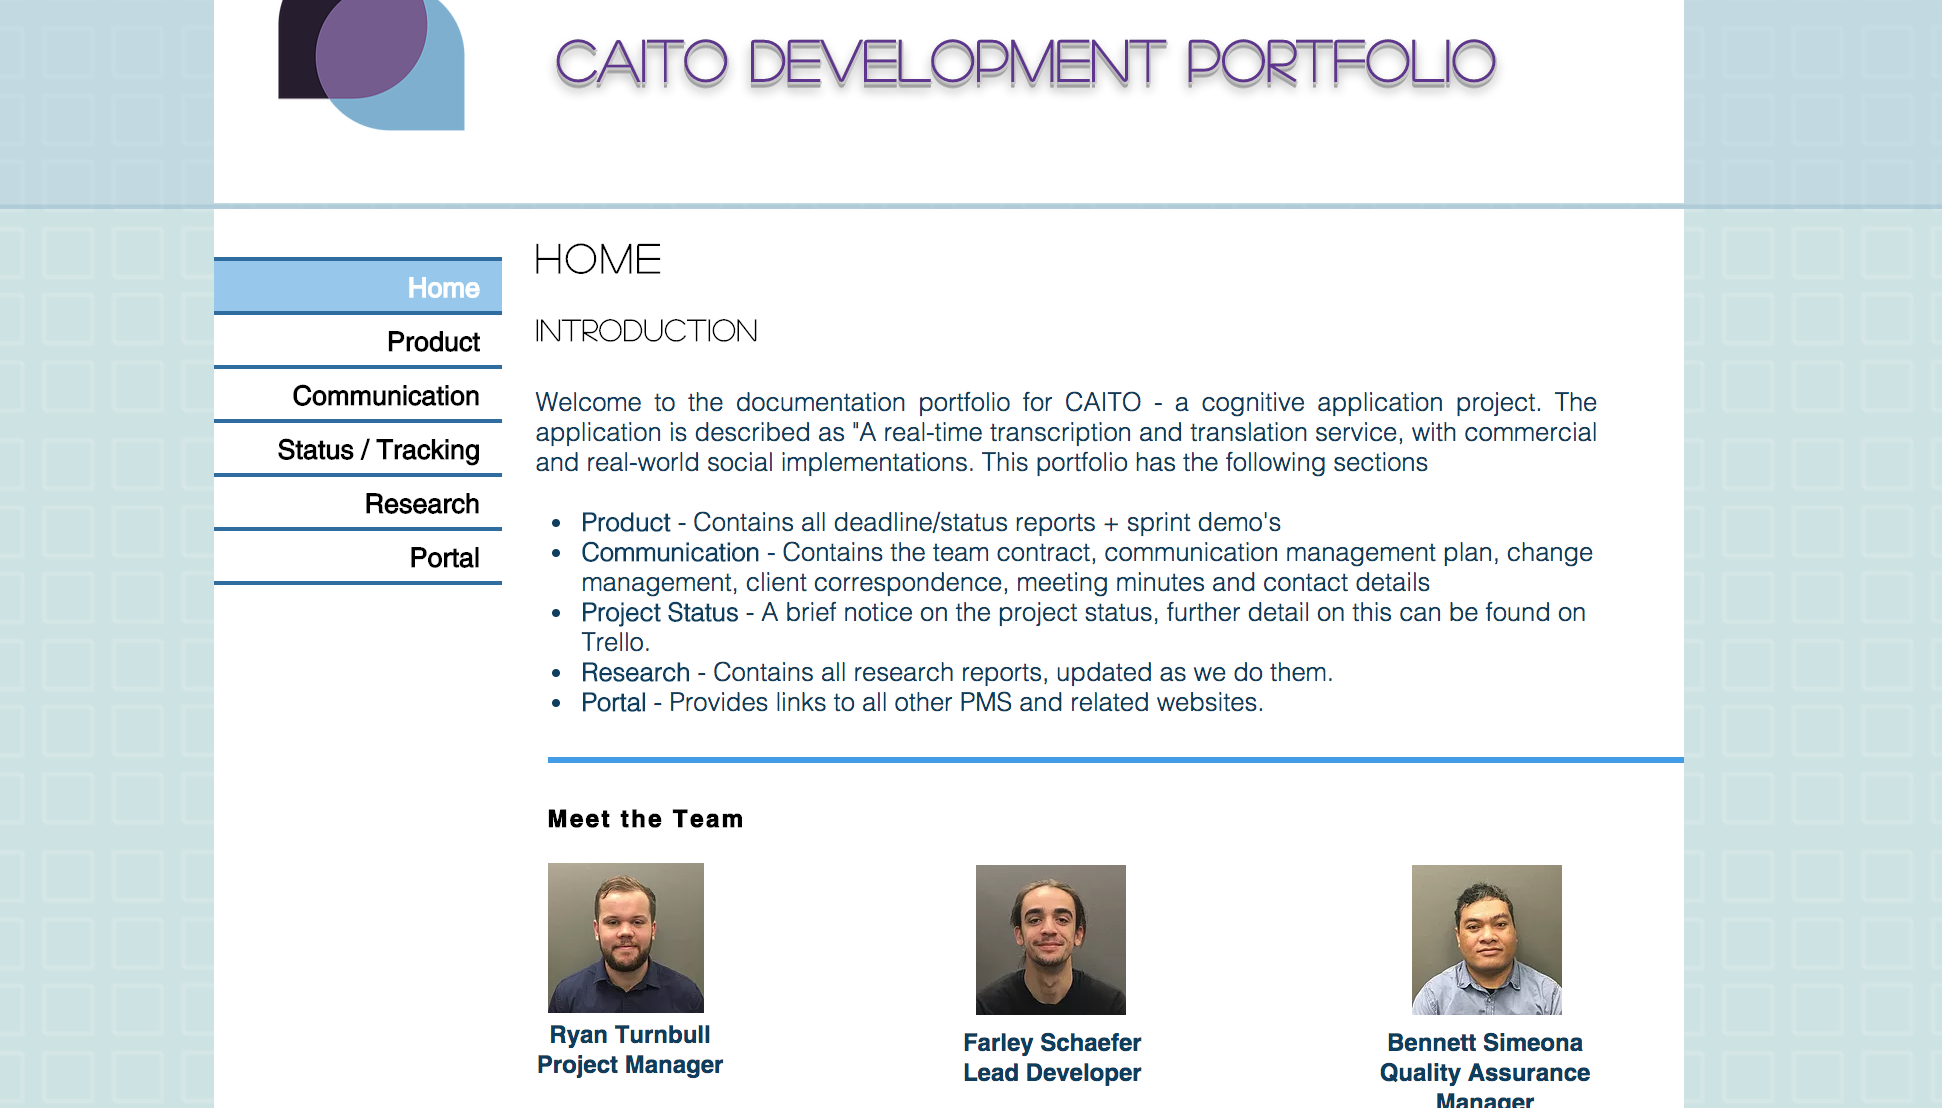 CAITO DEVELOPMENT PORTFOLIO
Home
Product
Communication
Status / Tracking
Research
Portal
HOME
INTRODUCTION
Welcome to the documentation portfolio for CAITO - a cognitive application project. The
application is described as "A real-time transcription and translation service, with commercial
and real-world social implementations. This portfolio has the following sections
• Product - Contains all deadline/status reports + sprint demo's
• Communication - Contains the team contract, communication management plan, change
management, client correspondence, meeting minutes and contact details
• Project Status - A brief notice on the project status, further detail on this can be found on
Trello.
• Research - Contains all research reports, updated as we do them.
• Portal - Provides links to all other PMS and related websites.
Meet the Team
Ryan Turnbull
Project Manager
Farley Schaefer
Lead Developer
Bennett Simeona
Quality Assurance
Manager